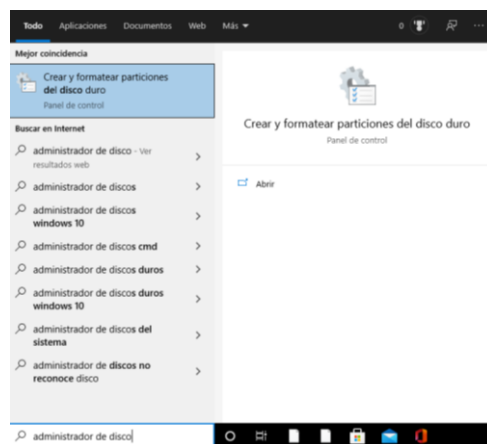 Todo Aplicaciones Documentos Web Más 0
Mejor coincidencia
Crear y formatear particiones
del disco duro
Panel de control
Buscar en Internet
administrador de disco - Ver
resultados web
administrador de discos
administrador de discos
windows 10
administrador de discos cmd
administrador de discos duros
administrador de discos duros
windows 10
administrador de discos del
sistema
administrador de discos no
reconoce disco
Crear y formatear particiones del disco duro
Panel de control
Abrir
administrador de disco